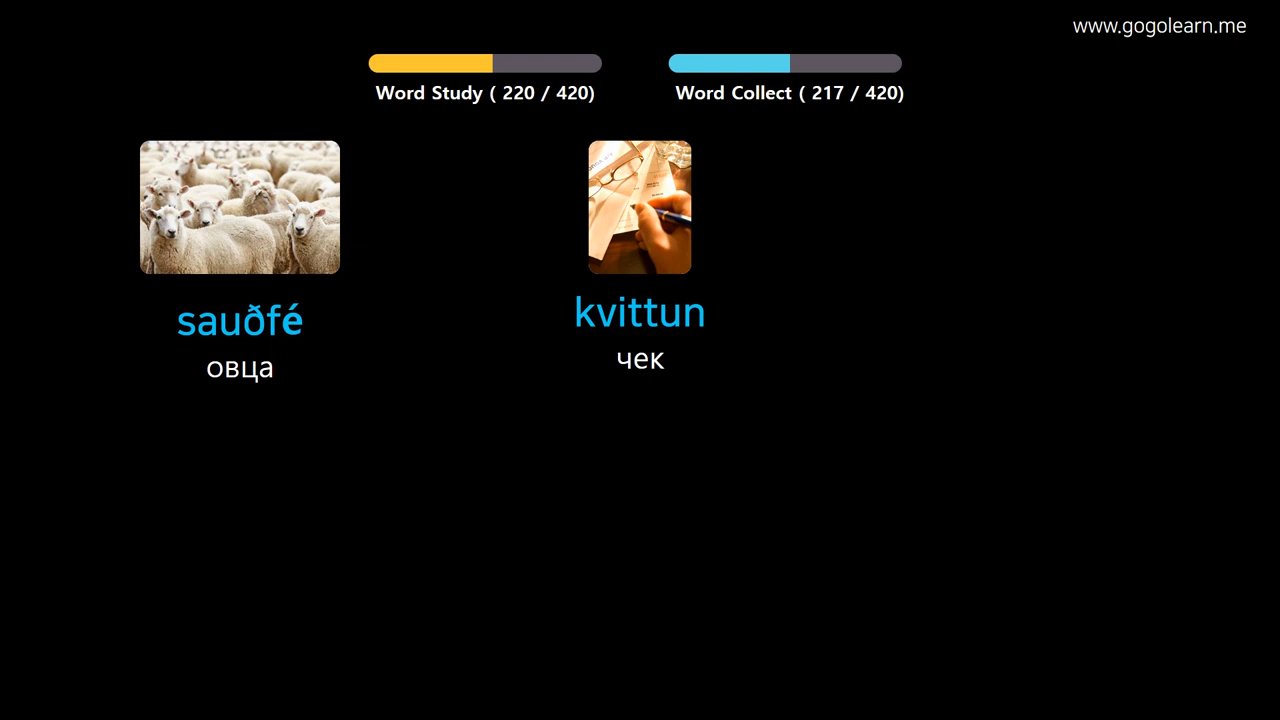 www.gogolearn.me
Word Study ( 220 / 420)
Word Collect ( 217 / 420)
sauðfé
овца
kvittun
чек